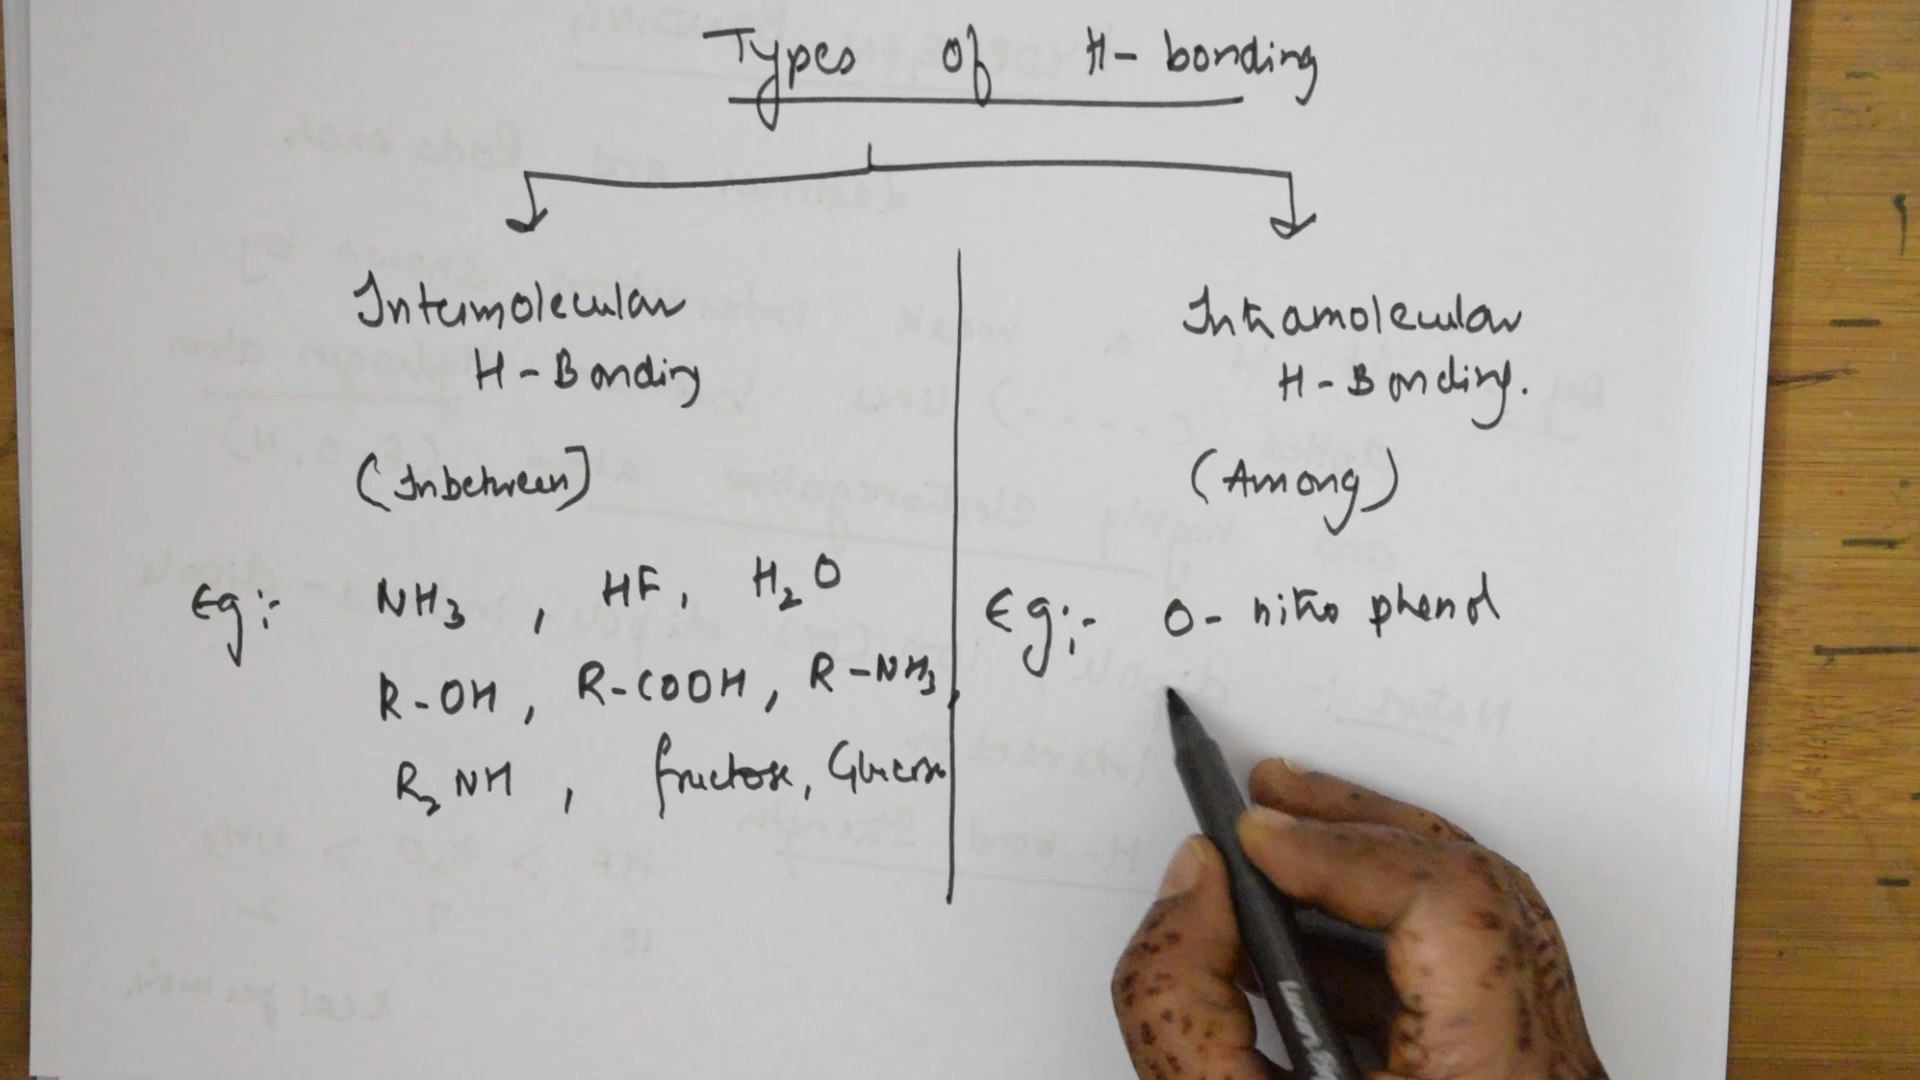 Types of H- bonding
Intermolecular
H-Bonding
(Inbetween)
Eg:- NH3, HF, H2O
R-OH, R-COOH, R-NH3
R2NH, fructose, Glucose
Intramolecular
H-Bonding.
(Among)
Eg:- O- nitro phenol